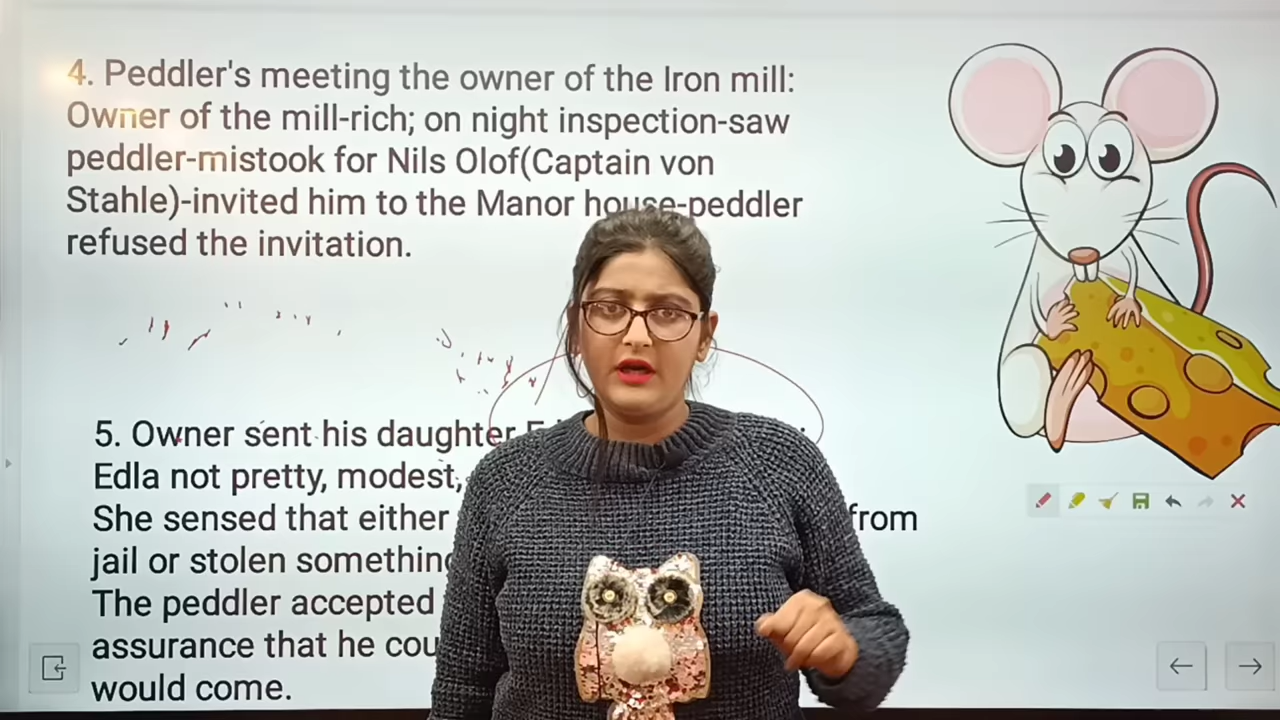 4. Peddler's meeting the owner of the Iron mill:
Owner of the mill-rich; on night inspection-saw
peddler-mistook for Nils Olof(Captain von
Stahle)-invited him to the Manor house-peddler
refused the invitation.
5. Owner sent his daughter
Edla not pretty, modest,
She sensed that either from
jail or stolen something
The peddler accepted
assurance that he
would come.